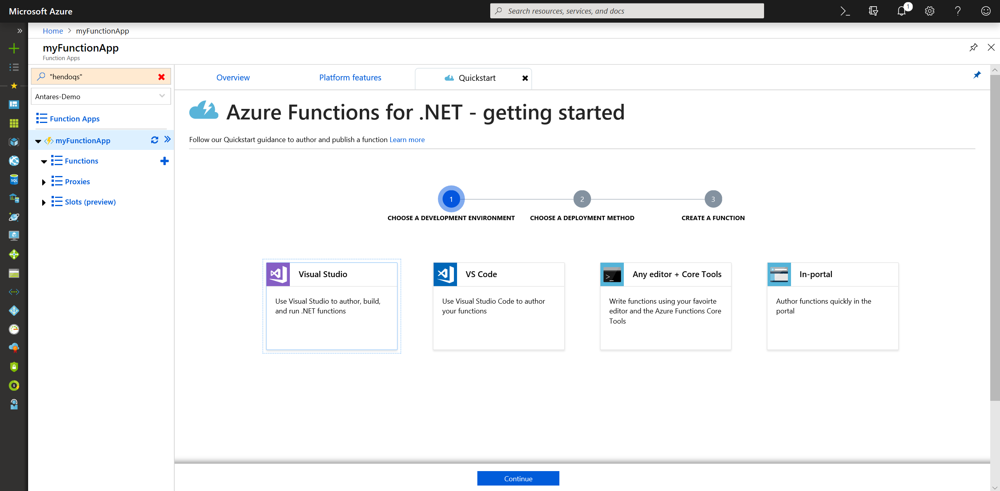 Microsoft Azure
Search resources, services, and docs
1
Home > myFunctionApp
myFunctionApp
Function Apps
"hendoqs"
Antares-Demo
Function Apps
myFunctionApp
Functions
Proxies
Slots (preview)
Overview
Platform features
Quickstart
Azure Functions for .NET - getting started
Follow our Quickstart guidance to author and publish a function Learn more
1
2
3
CHOOSE A DEVELOPMENT ENVIRONMENT
CHOOSE A DEPLOYMENT METHOD
CREATE A FUNCTION
Visual Studio
Use Visual Studio to author, build,
and run .NET functions
VS Code
Use Visual Studio Code to author
your functions
Any editor + Core Tools
Write functions using your favoirte
editor and the Azure Functions Core
Tools
In-portal
Author functions quickly in the
portal
Continue
SQL